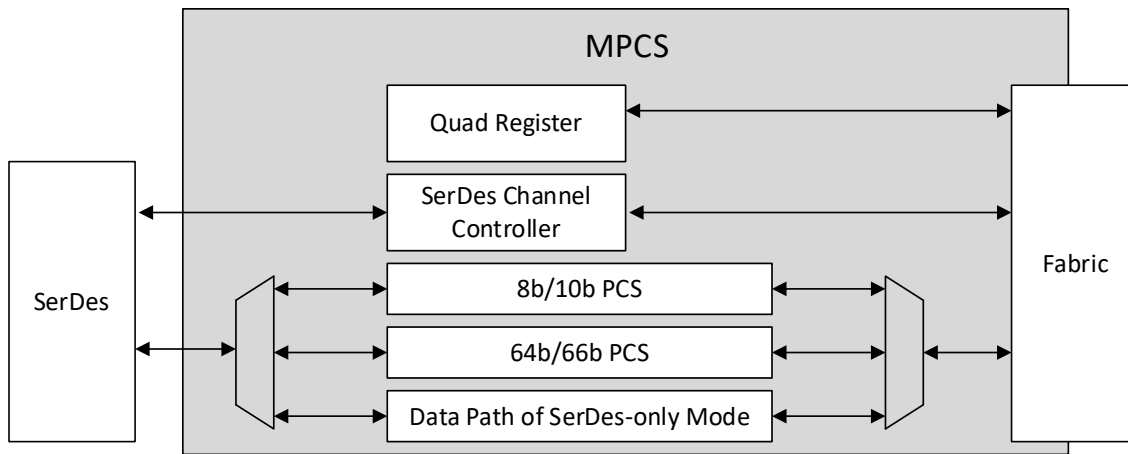 MPCS
Quad Register
SerDes Channel
Controller
SerDes
Fabric
8b/10b PCS
64b/66b PCS
Data Path of SerDes-only Mode